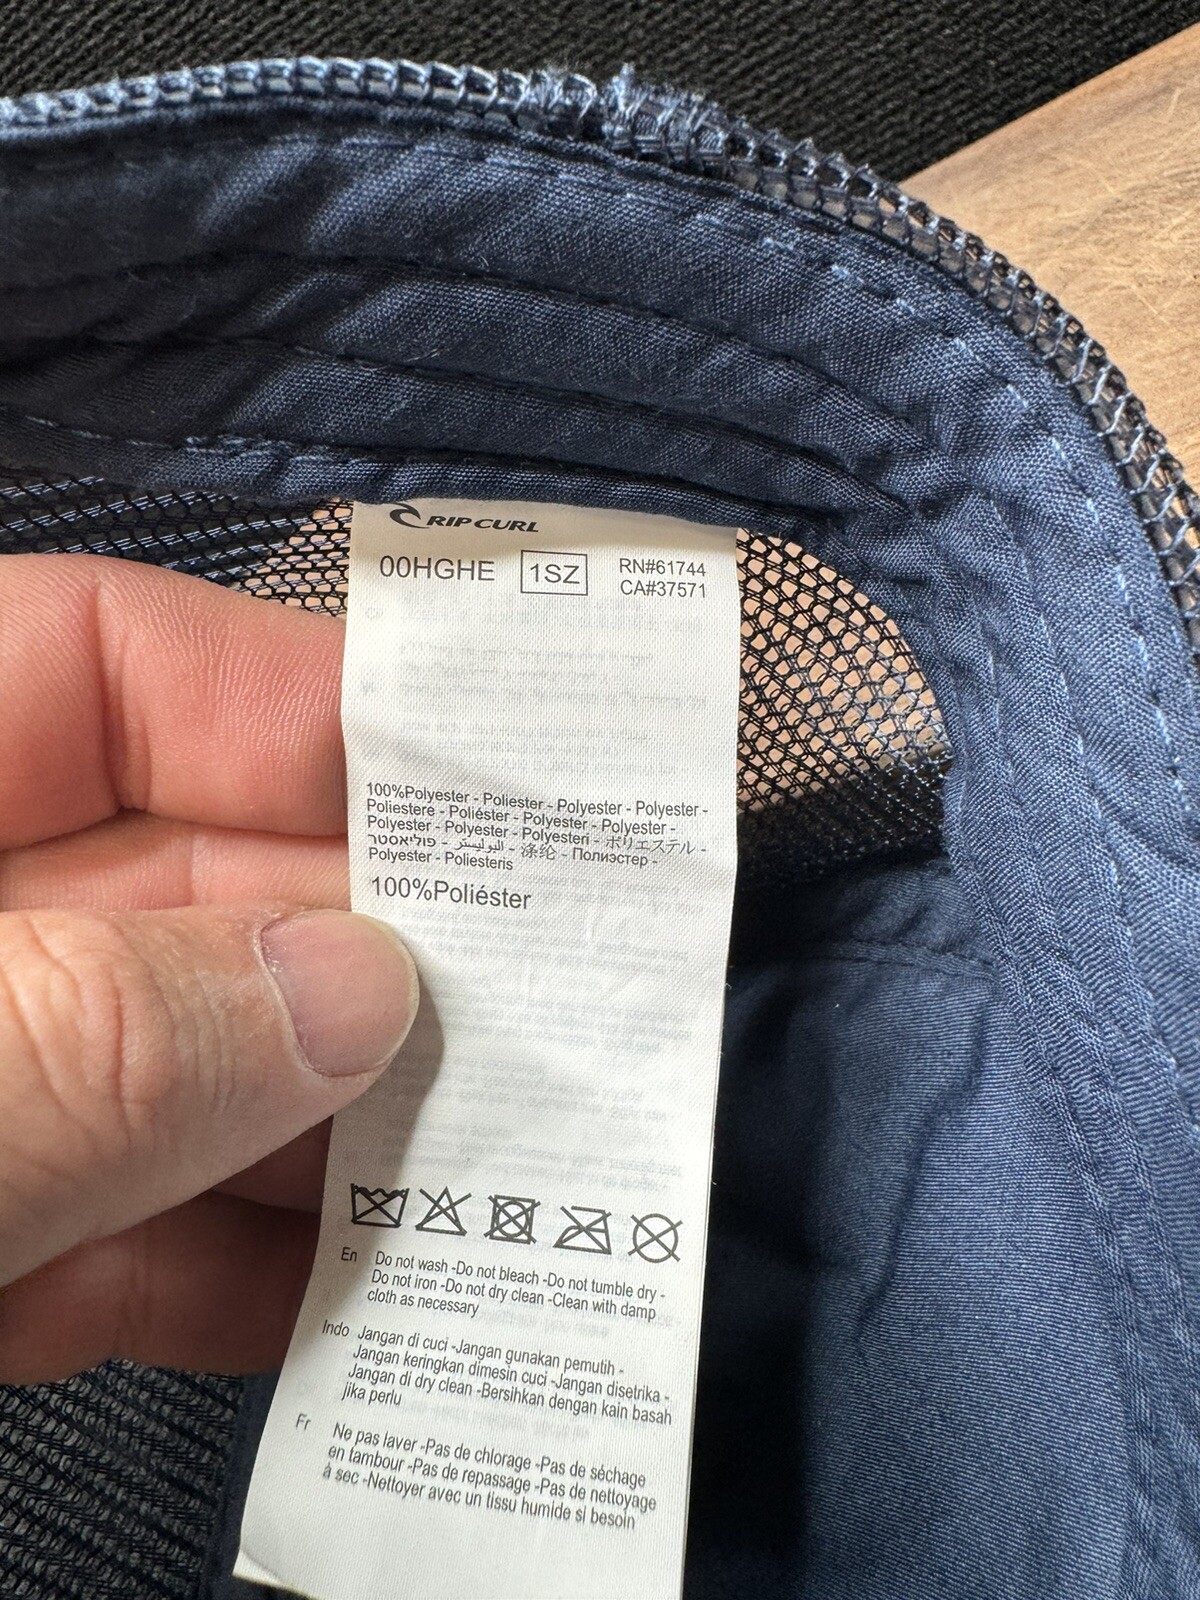 RIP CURL
00HGHE 1SZ RN#61744
CA#37571
100%Polyester - Poliester - Polyester - Polyester -
Poliestere - Poliéster - Polyester - Polyester -
Polyester - Polyester - Polyesteri - ポリエステル -
פוליאסטר - البوليستر - 涤纶 - Полиэстер -
Polyester - Poliesteris
100%Poliéster
En Do not wash -Do not bleach -Do not tumble dry -
Do not iron -Do not dry clean -Clean with damp
cloth as necessary
Indo Jangan di cuci -Jangan gunakan pemutih -
Jangan keringkan dimesin cuci -Jangan disetrika -
Jangan di dry clean -Bersihkan dengan kain basah
jika perlu
Fr Ne pas laver -Pas de chlorage -Pas de séchage
en tambour -Pas de repassage -Pas de nettoyage
à sec -Nettoyer avec un tissu humide si besoin